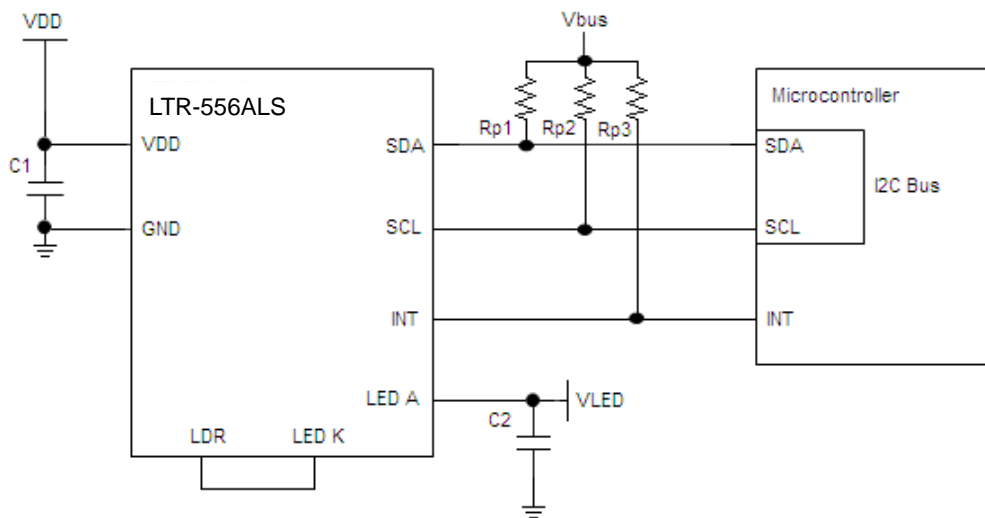 VDD
Vbus
LTR-556ALS
Microcontroller
Rp1 Rp2 Rp3
VDD
SDA
SDA
C1
I2C Bus
GND
SCL
SCL
INT
INT
LED A
C2
VLED
LDR
LED K